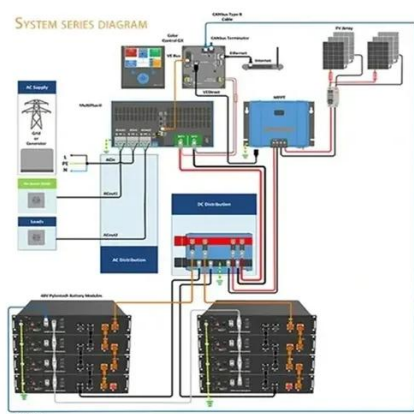 SYSTEM SERIES DIAGRAM
CANbus Type B
Cable
Color
Control GX
CANbus Terminator
PV Array
VE Bus
Ethernet
Ethernet
AC Supply
VE Direct
MPPT
MultiPlus-II
Grid
or
Generator
L
PE
N
ACin
ACout1
DC Distribution
Loads
ACout2
AC Distribution
48V Pylontech Battery Modules